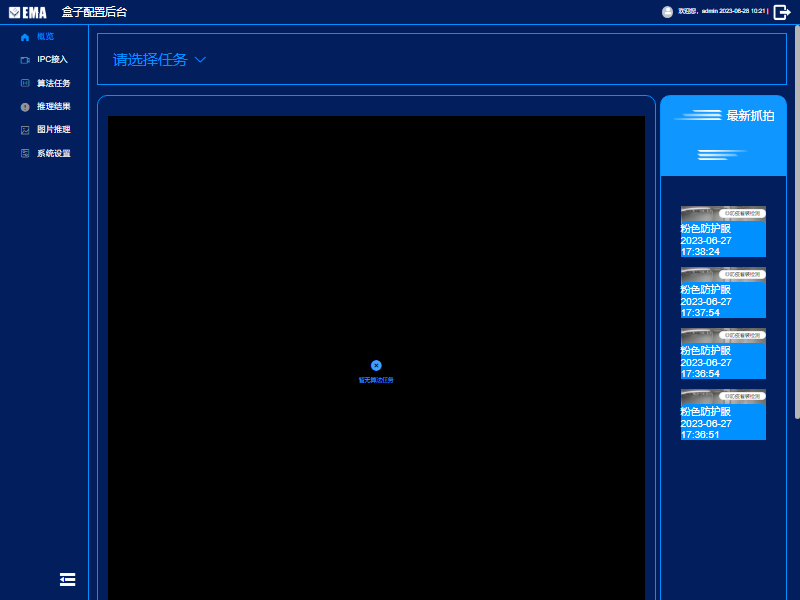 EMA 盒子配置后台
欢迎您，admin 2023-06-28 10:21 |
概览
IPC接入
算法任务
推理结果
图片推理
系统设置
请选择任务
暂无算法任务
最新抓拍
粉色防护服
2023-06-27
17:38:24
粉色防护服
2023-06-27
17:37:54
粉色防护服
2023-06-27
17:36:54
粉色防护服
2023-06-27
17:36:51